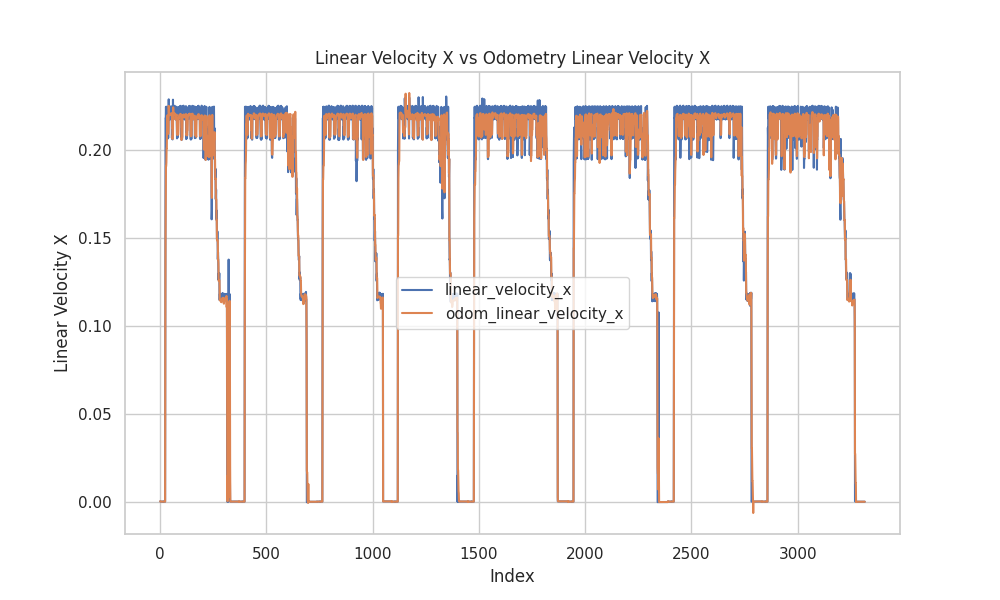 Linear Velocity X vs Odometry Linear Velocity X
Linear Velocity X
0.20
0.15
0.10
0.05
0.00
linear_velocity_x
odom_linear_velocity_x
0 500 1000 1500 2000 2500 3000
Index